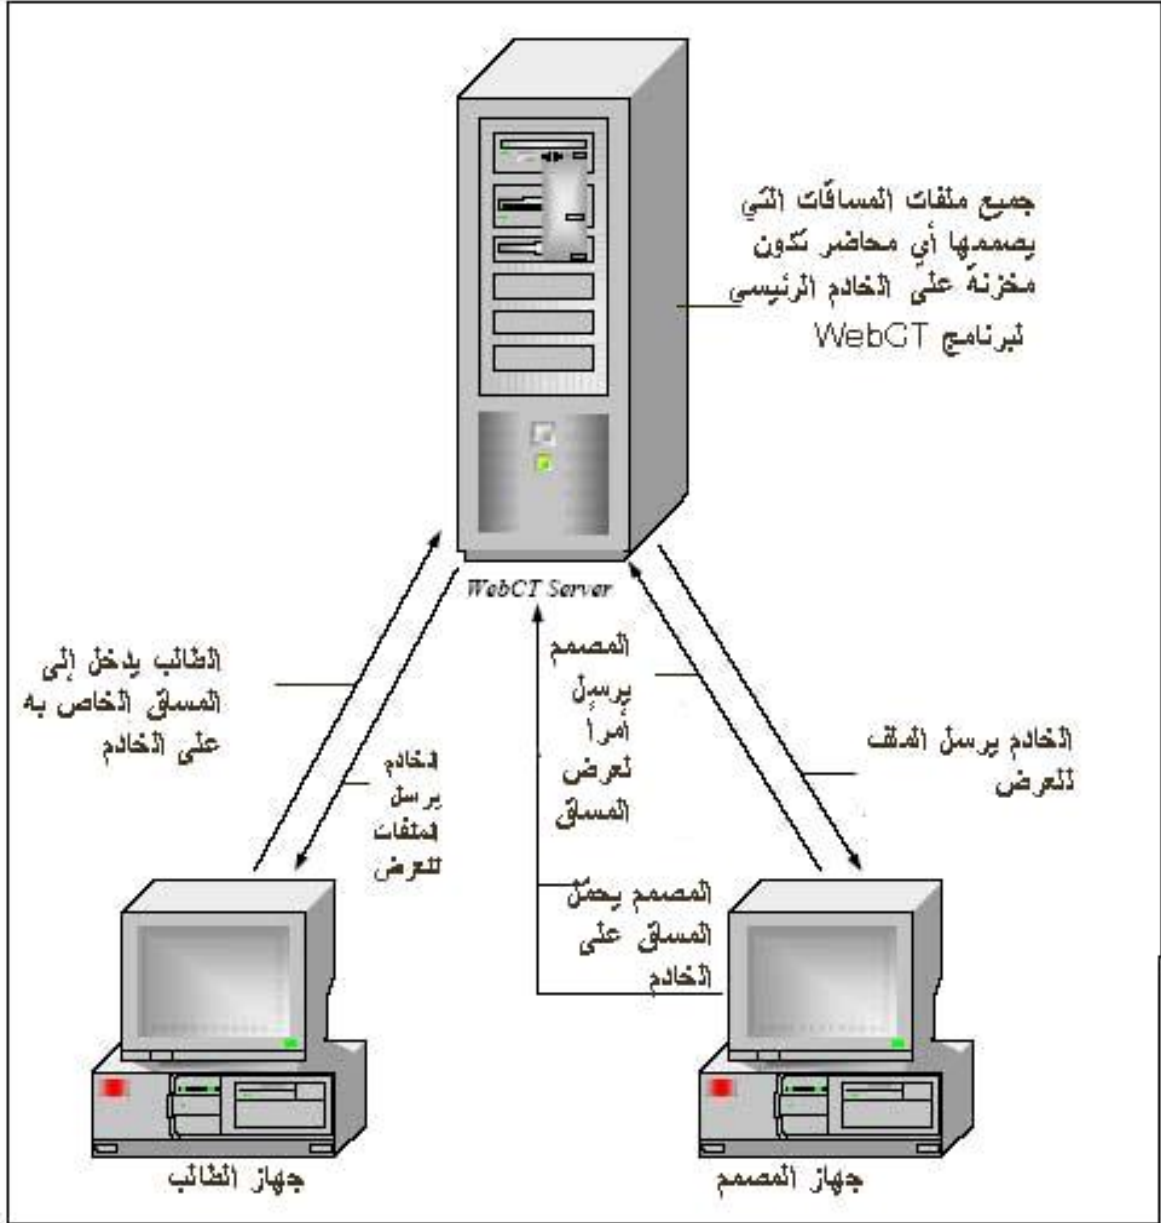 جميع ملفات المساقات التي
يصممها أي محاضر تكون
مخزنة على الخادم الرئيسي
لبرنامج WebCT
WebCT Server
الطالب يدخل إلى
المساق الخاص به
على الخادم
الخادم
يرسل
الملفات
للعرض
المصمم
يرسل
أمرا
لعرض
المساق
الخادم يرسل الملف
للعرض
المصمم يحمّل
المساق على
الخادم
جهاز الطالب
جهاز المصمم